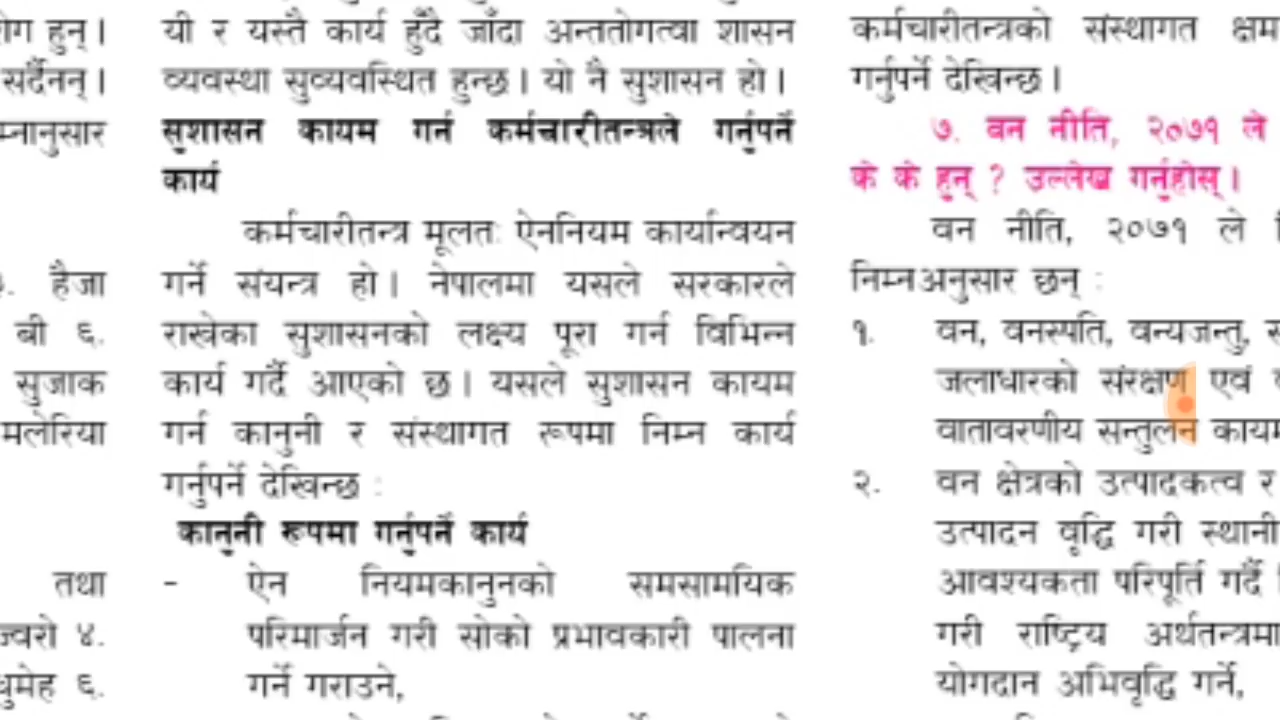 ोग हुन् ।
सर्दैनन् ।
म्नानुसार
हैजा
बी ६.
सुजाक
मलेरिया
तथा
ज्वरो ४.
धुमेह ६.
यी र यस्तै कार्य हुँदै जाँदा अन्ततोगत्वा शासन
व्यवस्था सुव्यवस्थित हुन्छ । यो नै सुशासन हो ।
सुशासन कायम गर्न कर्मचारीतन्त्रले गर्नुपर्ने
कार्य
कर्मचारीतन्त्र मूलतः ऐननियम कार्यान्वयन
गर्ने संयन्त्र हो । नेपालमा यसले सरकारले
राखेका सुशासनको लक्ष्य पूरा गर्न विभिन्न
कार्य गर्दै आएको छ । यसले सुशासन कायम
गर्न कानुनी र संस्थागत रूपमा निम्न कार्य
गर्नुपर्ने देखिन्छ :
कानुनी रूपमा गर्नुपर्ने कार्य
- ऐन नियमकानुनको समसामयिक
परिमार्जन गरी सोको प्रभावकारी पालना
गर्ने गराउने,
कर्मचारीतन्त्रको संस्थागत क्षम
गर्नुपर्ने देखिन्छ ।
७. वन नीति, २०७१ ले
के के हुन् ? उल्लेख गर्नुहोस् ।
वन नीति, २०७१ ले
निम्नअनुसार छन् :
१. वन, वनस्पति, वन्यजन्तु,
जलाधारको संरक्षण एवं
वातावरणीय सन्तुलन कायम
२. वन क्षेत्रको उत्पादकत्व र
उत्पादन वृद्धि गरी स्थानी
आवश्यकता परिपूर्ति गर्दै
गरी राष्ट्रिय अर्थतन्त्रमा
योगदान अभिवृद्धि गर्ने,